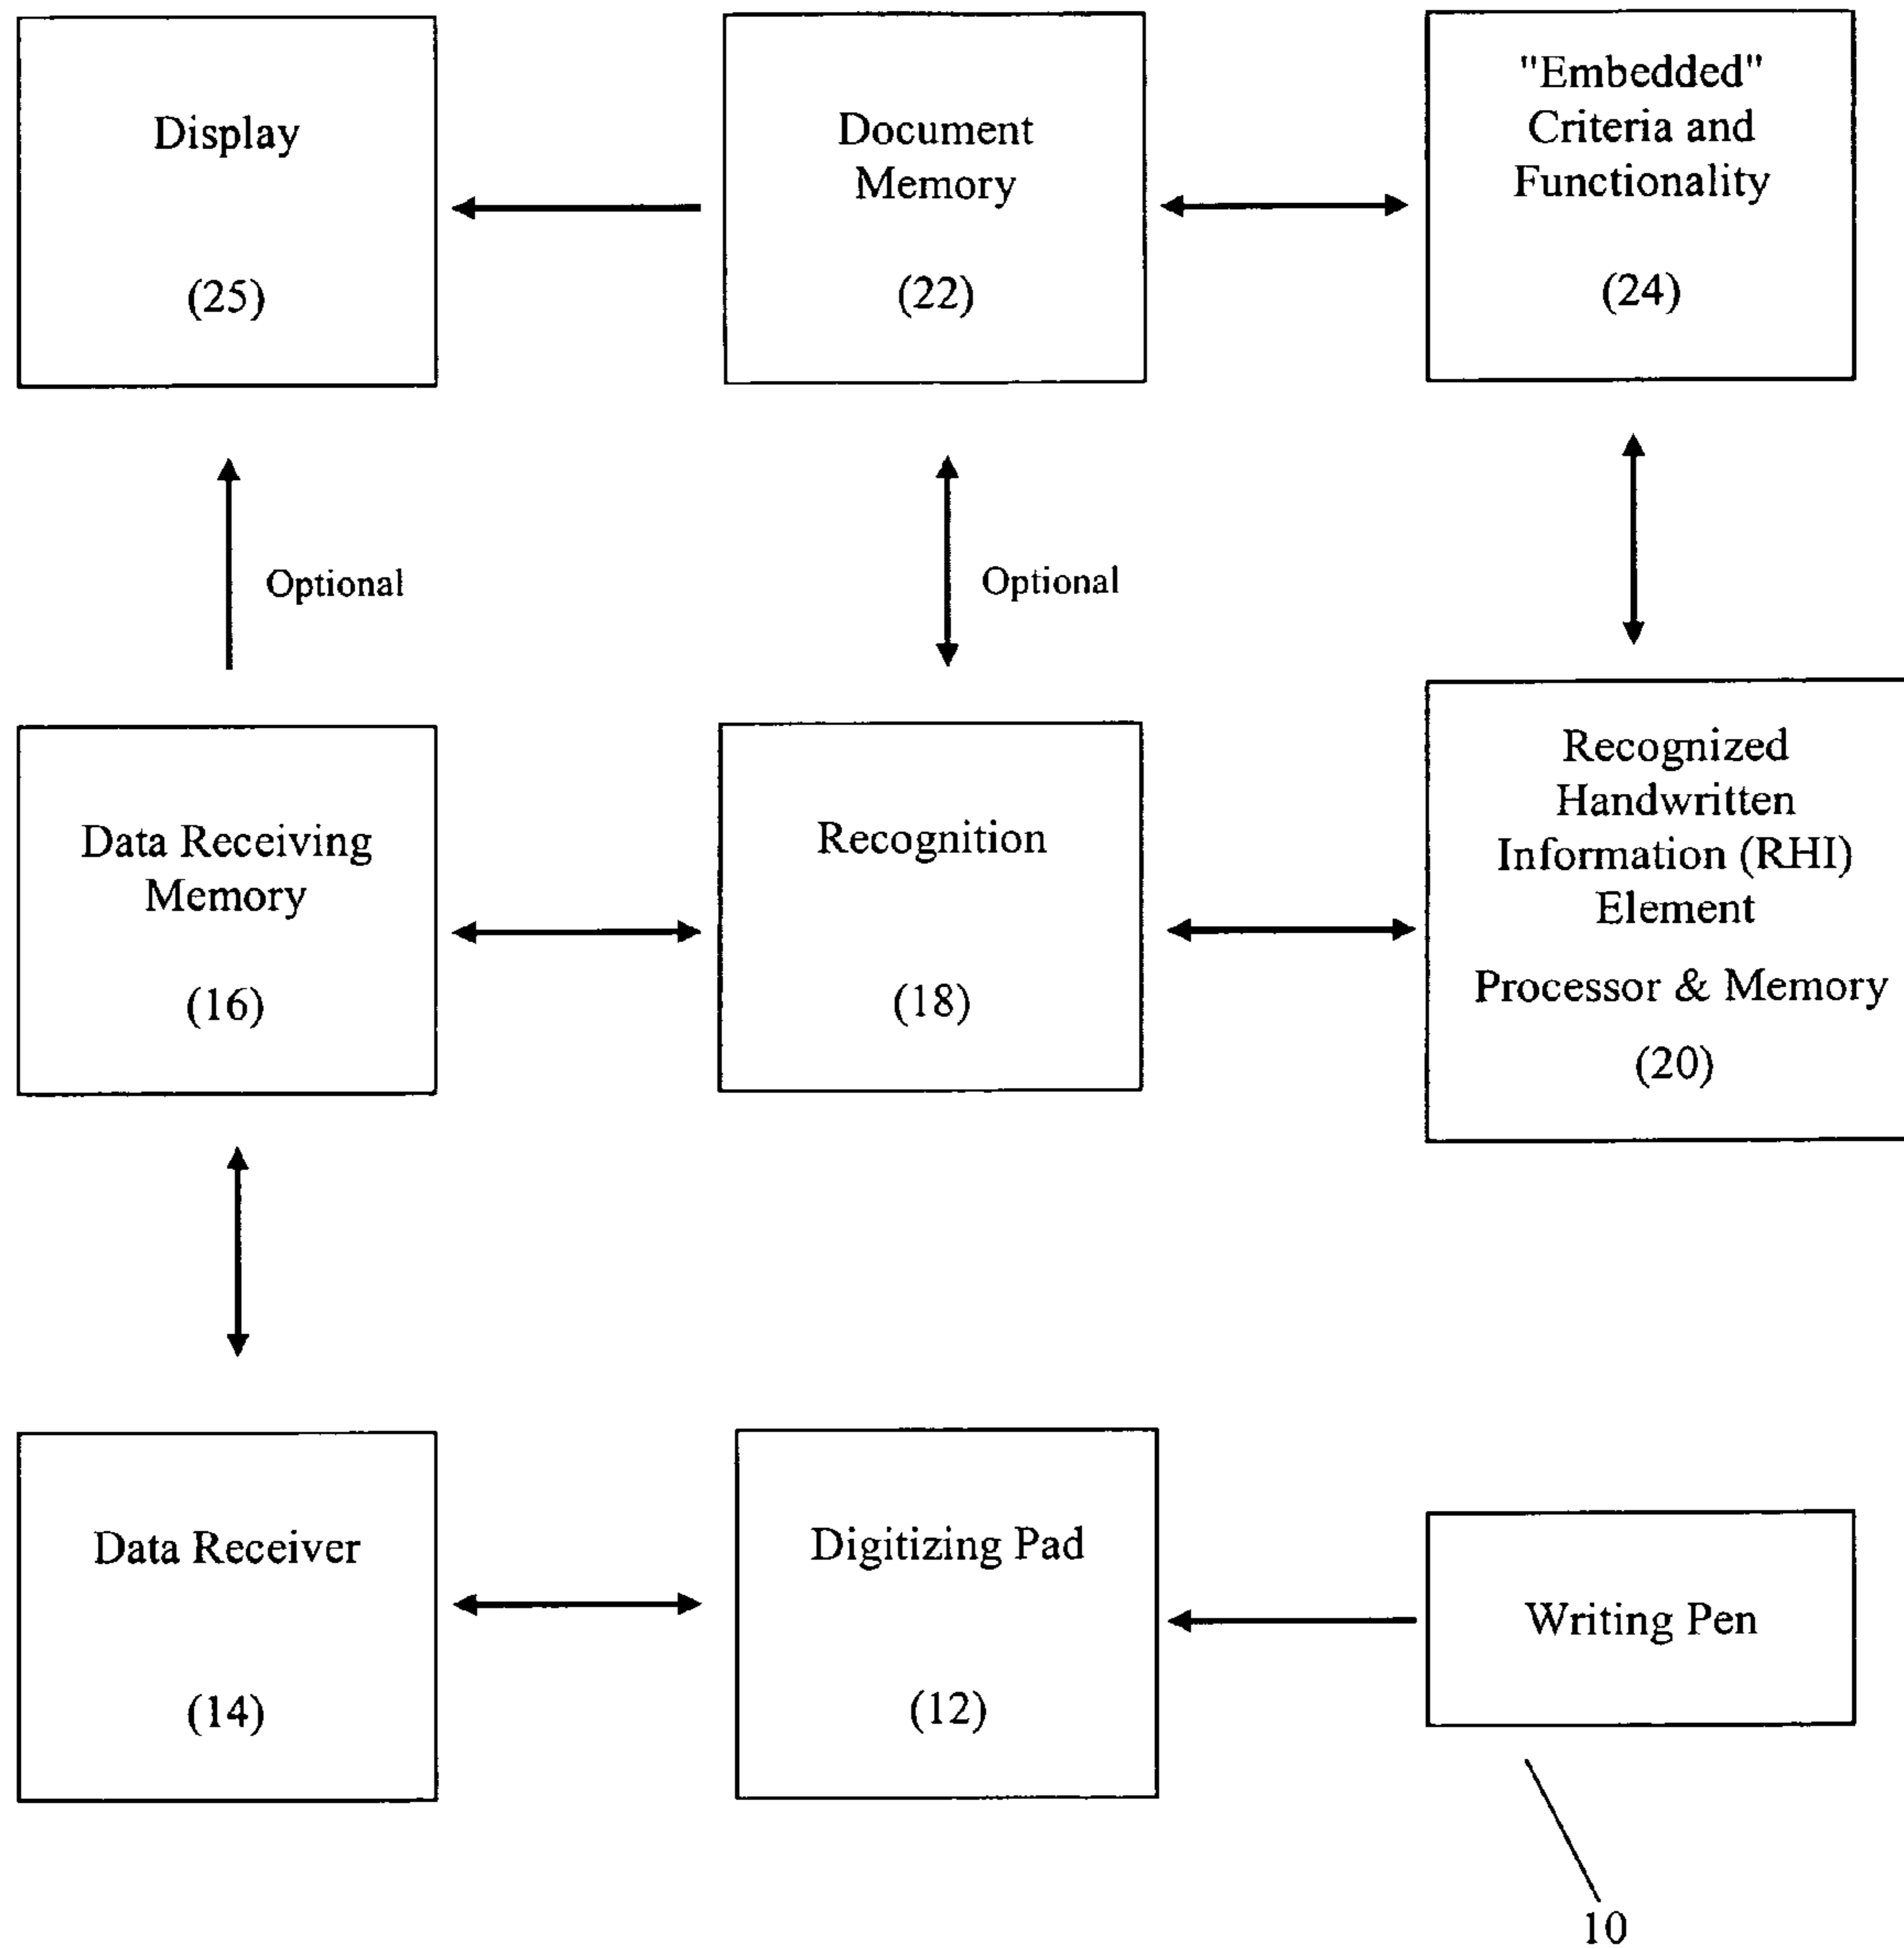 Display
(25)
Document
Memory
(22)
"Embedded"
Criteria and
Functionality
(24)
Optional
Optional
Data Receiving
Memory
(16)
Recognition
(18)
Recognized
Handwritten
Information (RHI)
Element
Processor & Memory
(20)
Data Receiver
(14)
Digitizing Pad
(12)
Writing Pen
10